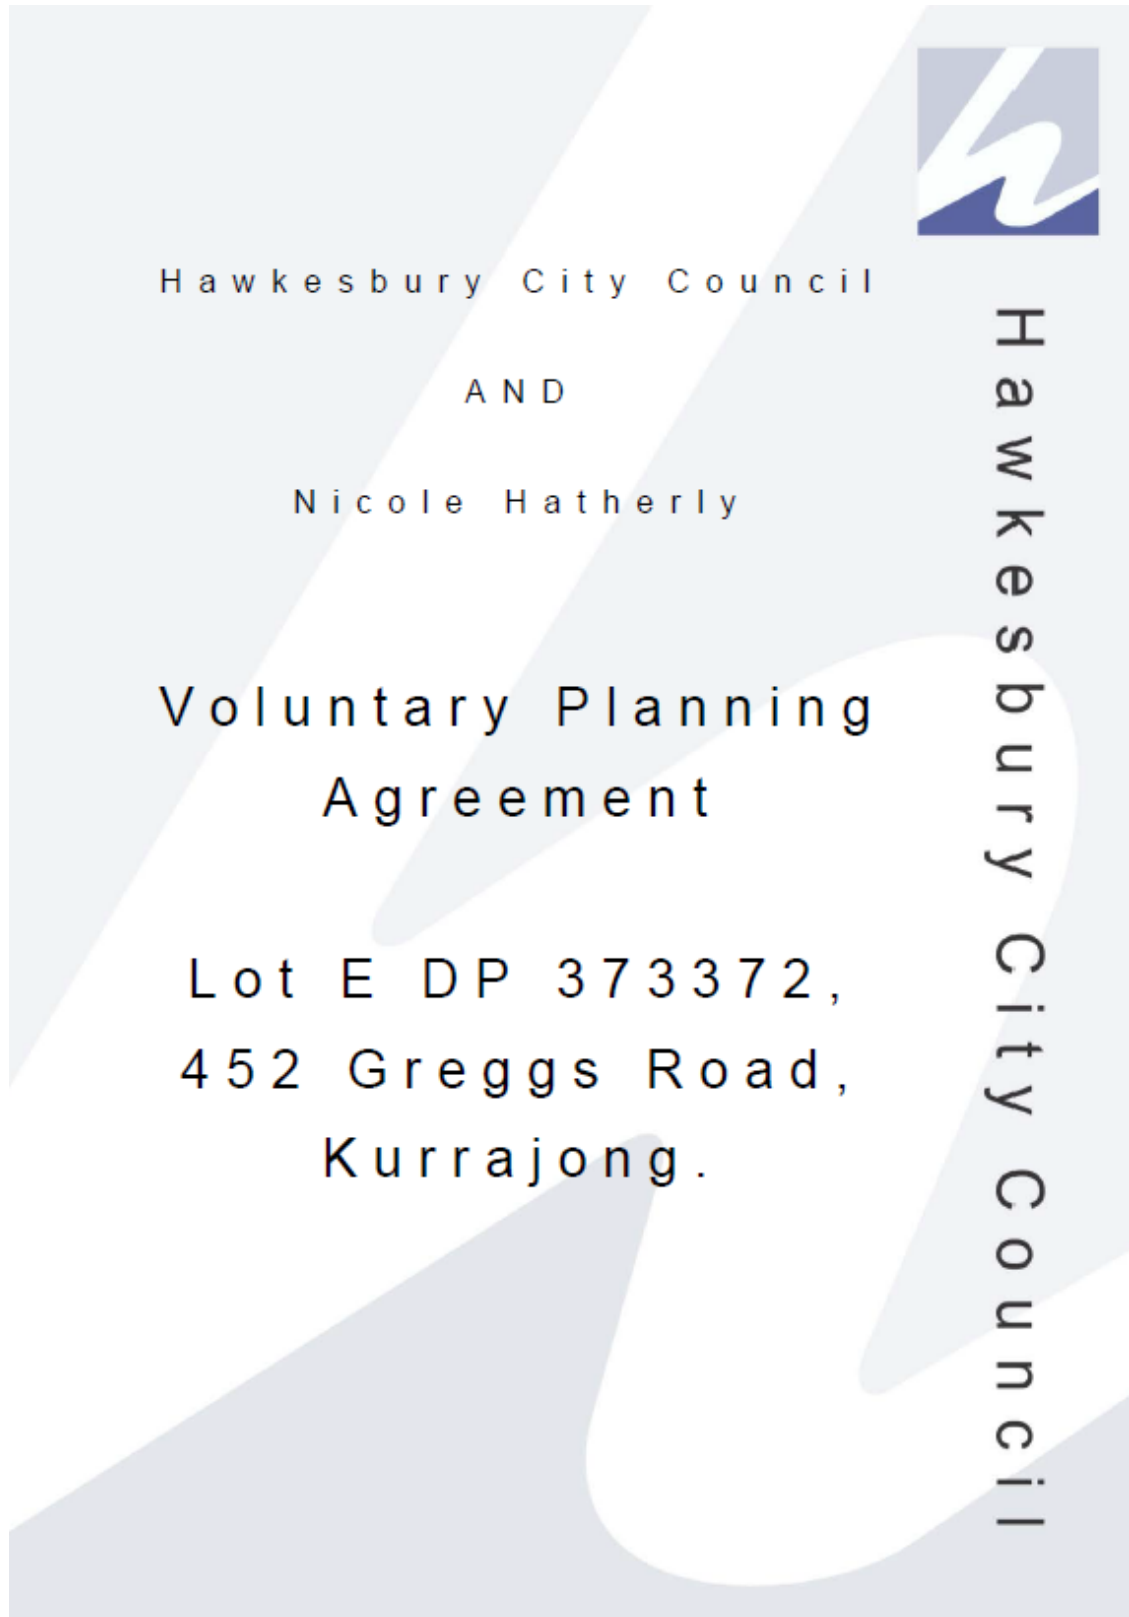 Hawkesbury City Council
AND
Nicole Hatherly
Voluntary Planning
Agreement
Lot E DP 373372,
452 Greggs Road,
Kurrajong.
Hawkesbury City Council